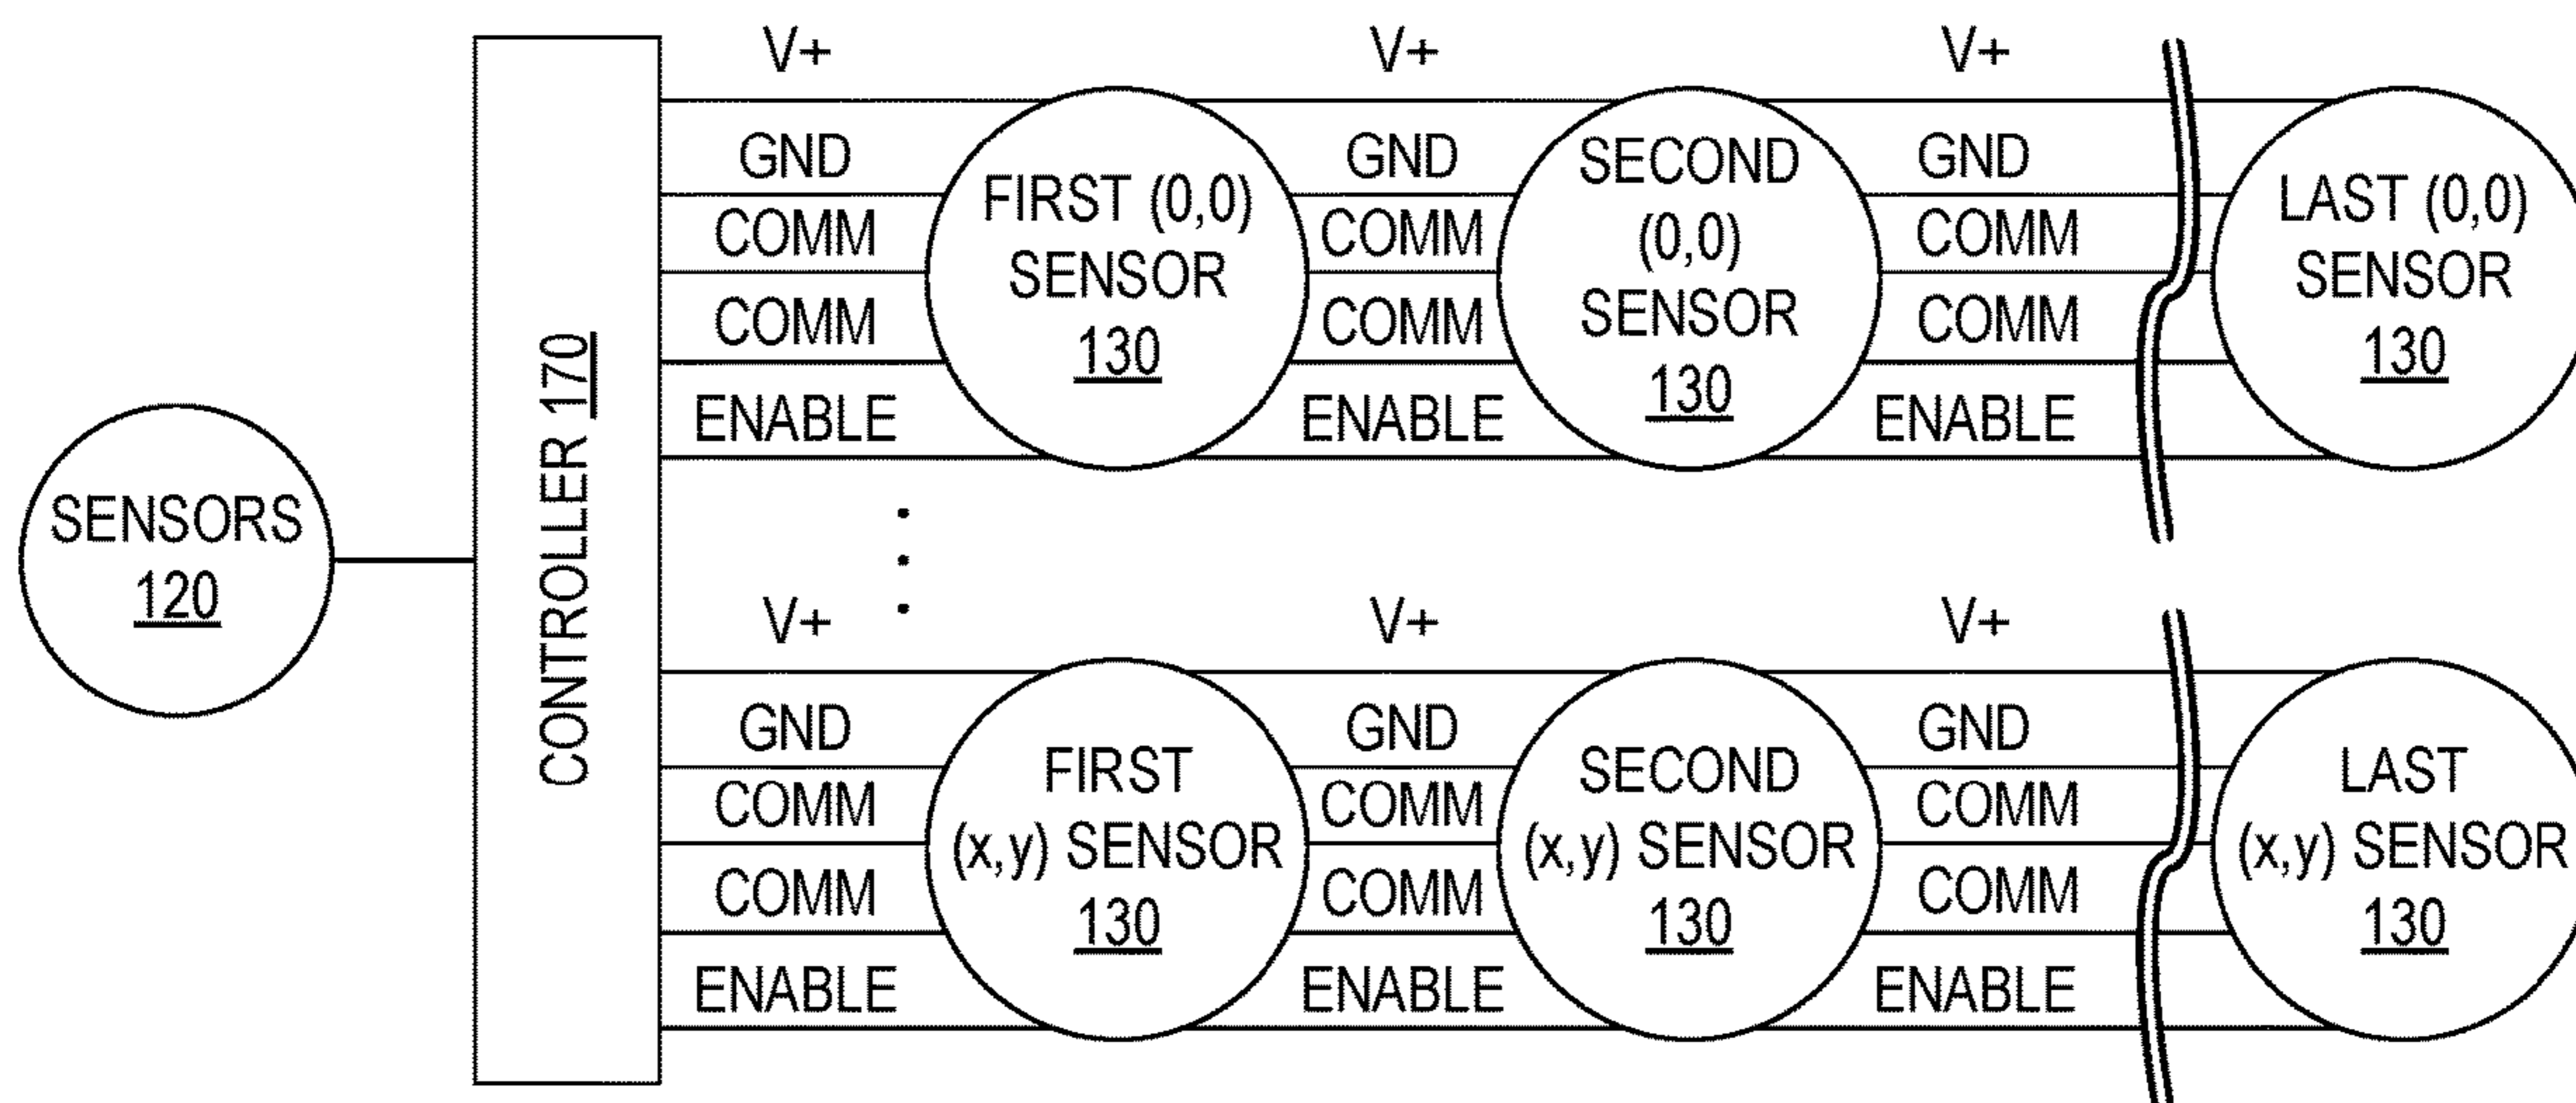 V+ V+ V+
GND GND GND
COMM COMM COMM
COMM COMM COMM
ENABLE ENABLE ENABLE
FIRST (0,0)
SENSOR
130
SECOND
(0,0)
SENSOR
130
LAST (0,0)
SENSOR
130
SENSORS
120
CONTROLLER 170
V+ V+ V+
GND GND GND
COMM COMM COMM
COMM COMM COMM
ENABLE ENABLE ENABLE
FIRST
(x,y) SENSOR
130
SECOND
(x,y) SENSOR
130
LAST
(x,y) SENSOR
130